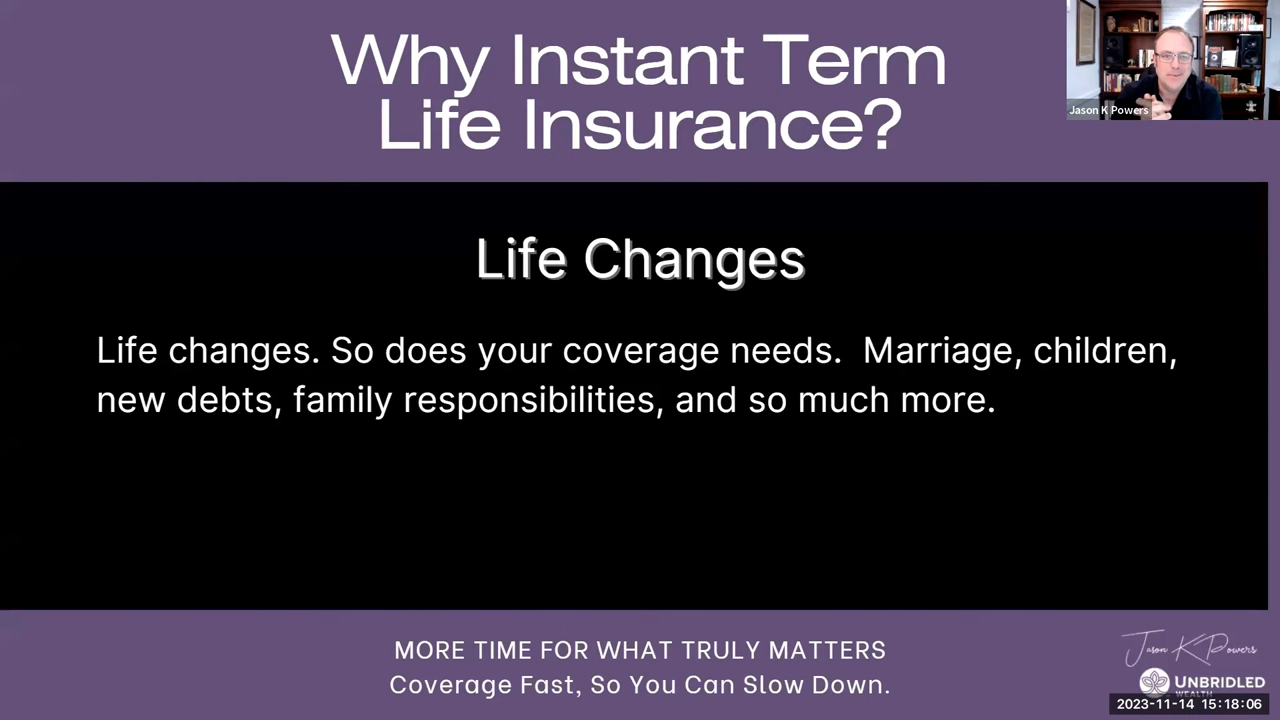 Why Instant Term
Life Insurance?
Jason K Powers
Life Changes
Life changes. So does your coverage needs.  Marriage, children,
new debts, family responsibilities, and so much more.
MORE TIME FOR WHAT TRULY MATTERS
Coverage Fast, So You Can Slow Down.
Jason K Powers
UNBRIDLED
WEALTH
2023-11-14 15:18:06